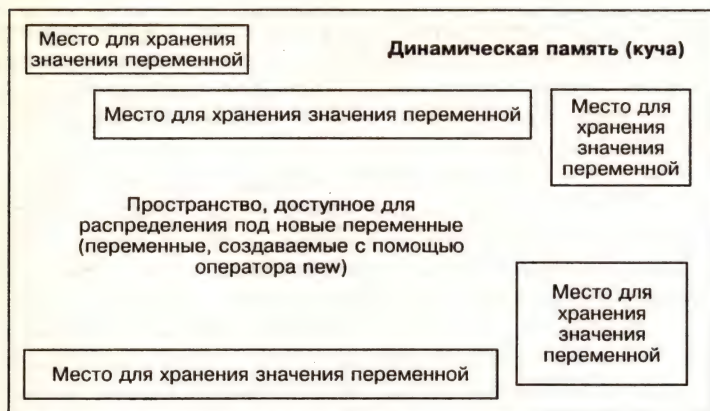 Место для хранения
значения переменной
Динамическая память (куча)
Место для хранения значения переменной
Место для
хранения
значения
переменной
Пространство, доступное для
распределения под новые переменные
(переменные, создаваемые с помощью
оператора new)
Место для
хранения
значения
переменной
Место для хранения значения переменной